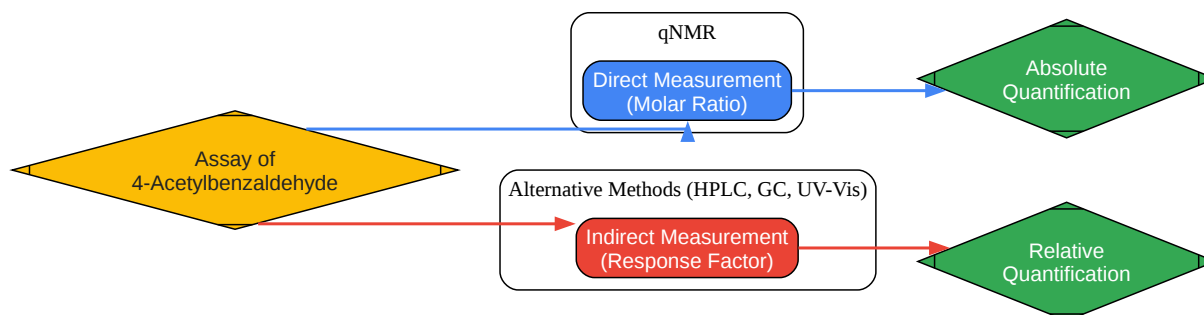 qNMR
Direct Measurement
(Molar Ratio)
Absolute
Quantification
Assay of
4-Acetylbenzaldehyde
Alternative Methods (HPLC, GC, UV-Vis)
Indirect Measurement
(Response Factor)
Relative
Quantification